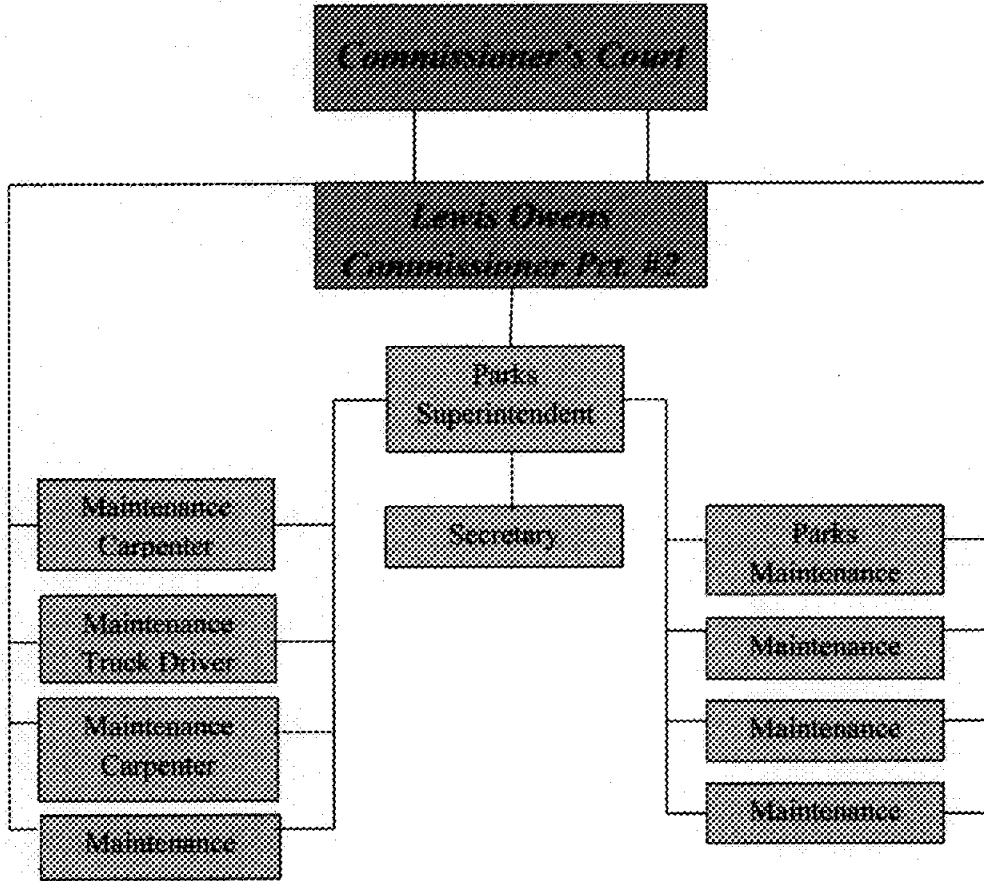 Commissioner's Court
Lewis Owens
Commissioner Pct. #2
Parks
Superintendent
Secretary
Maintenance
Carpenter
Maintenance
Truck Driver
Maintenance
Carpenter
Maintenance
Parks
Maintenance
Maintenance
Maintenance
Maintenance